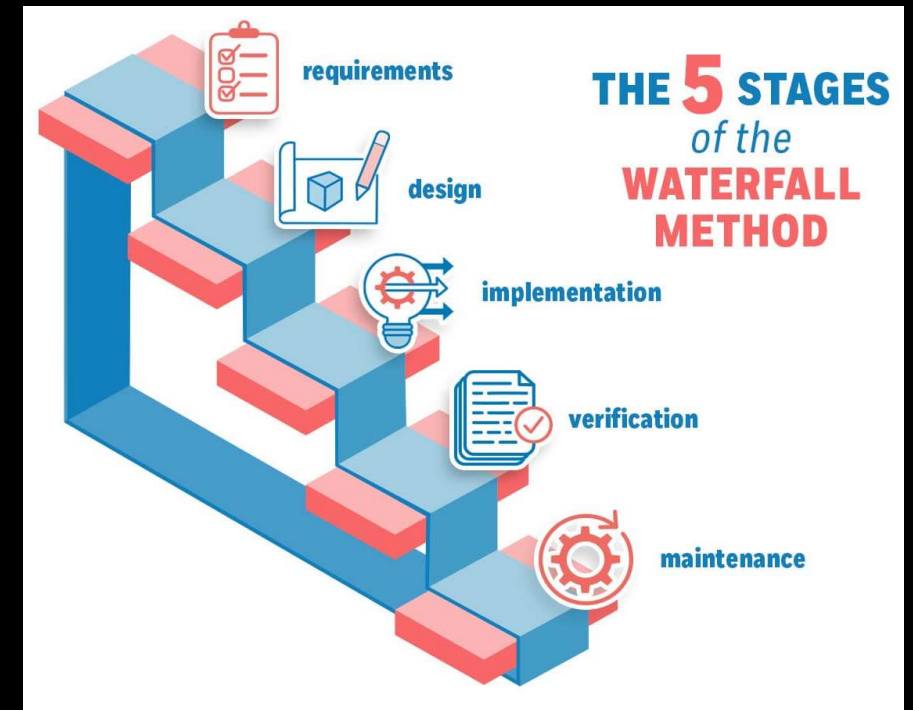 THE 5 STAGES
of the
WATERFALL
METHOD
requirements
design
implementation
verification
maintenance